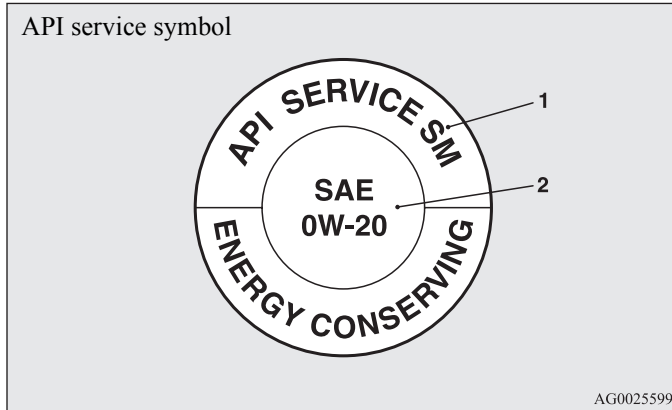 API service symbol
API SERVICE SM
1
SAE
0W-20
2
ENERGY CONSERVING
AG0025599